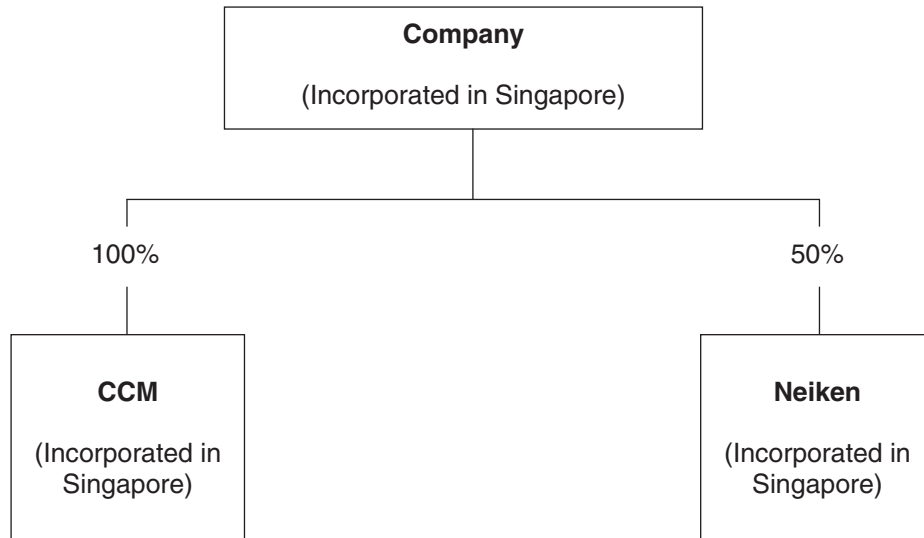 Company
(Incorporated in Singapore)
100%
50%
CCM
(Incorporated in
Singapore)
Neiken
(Incorporated in
Singapore)